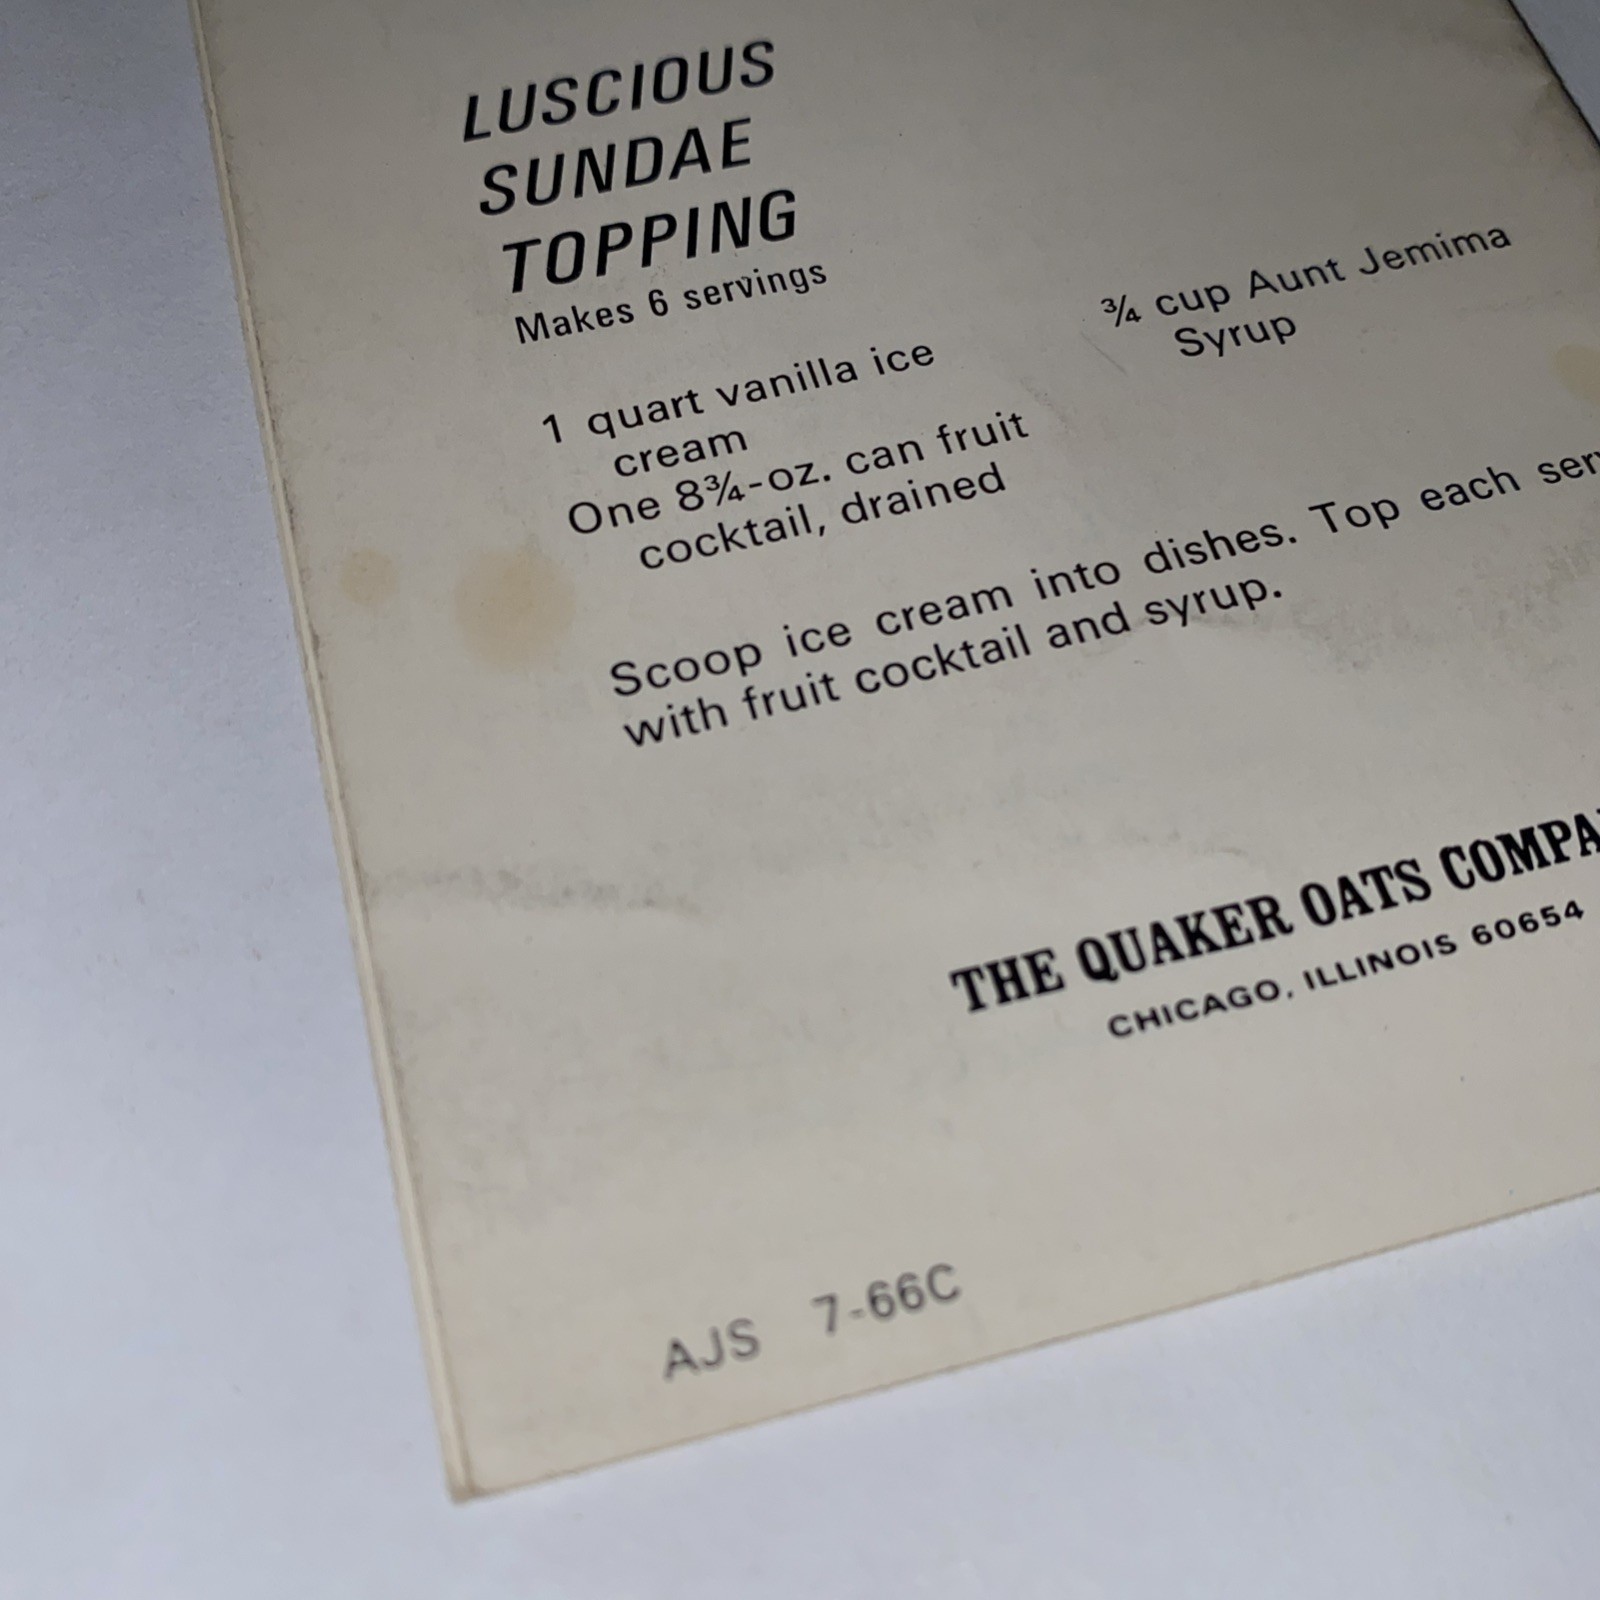 LUSCIOUS
SUNDAE
TOPPING
Makes 6 servings
1 quart vanilla ice
cream
One 8¾-oz. can fruit
cocktail, drained
¾ cup Aunt Jemima
Syrup
Scoop ice cream into dishes. Top each
with fruit cocktail and syrup.
THE QUAKER OATS
CHICAGO, ILLINOIS 60654
AJS 7-66C